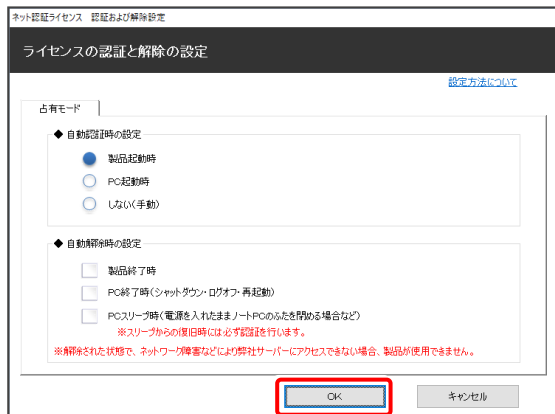 ネット認証ライセンス 認証および解除設定
ライセンスの認証と解除の設定
設定方法について
占有モード
◆ 自動認証時の設定
製品起動時
PC起動時
しない(手動)
◆ 自動解除時の設定
製品終了時
PC終了時(シャットダウン・ログオフ・再起動)
PCスリープ時(電源を入れたままノートPCのふたを閉める場合など)
※スリープからの復旧時には必ず認証を行います。
※解除された状態で、ネットワーク障害などにより弊社サーバーにアクセスできない場合、製品が使用できません。
OK
キャンセル